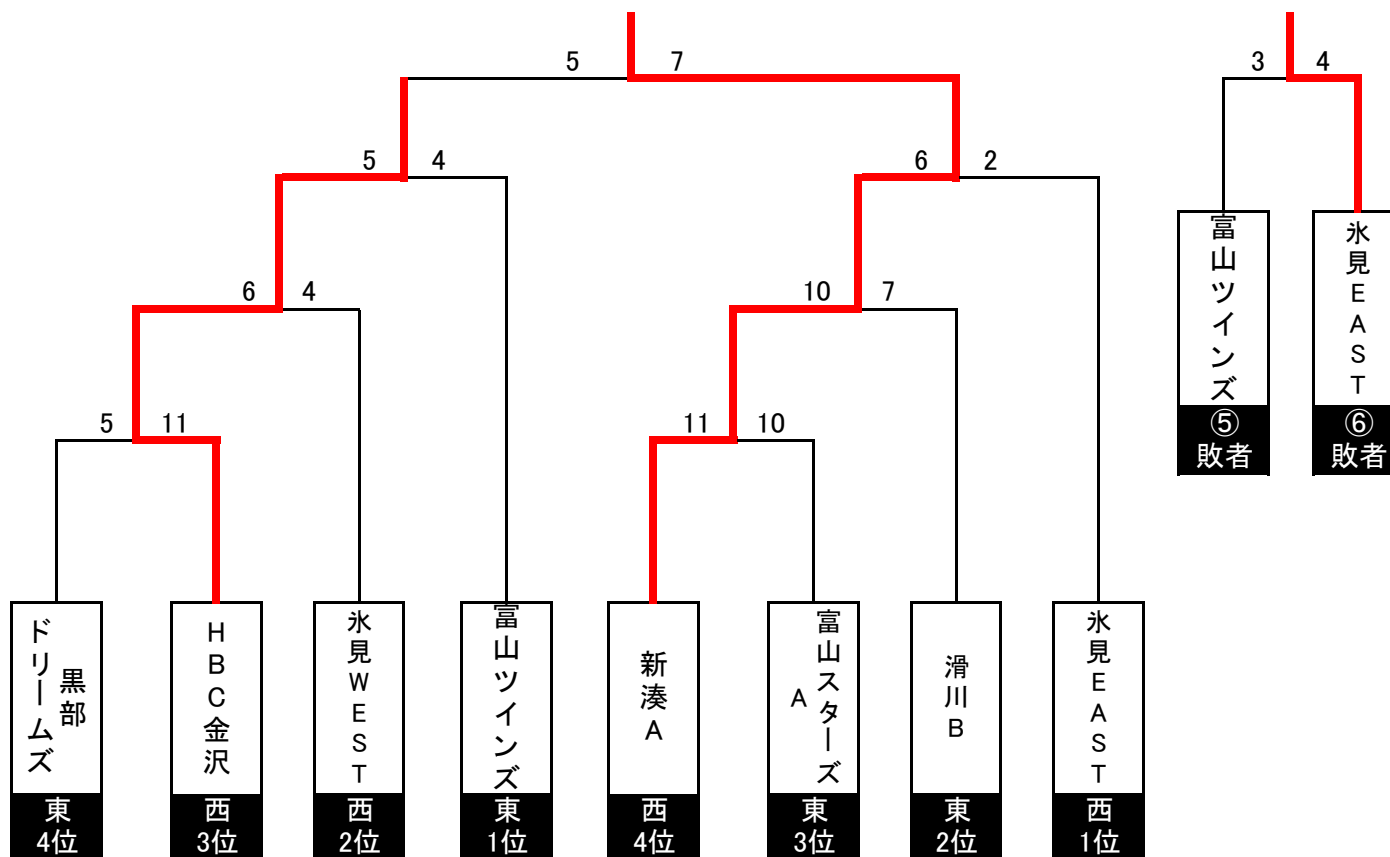 5 7
3 4
5 4
6 2
6 4
10 7
5 11
11 10
富山ツインズ
⑤
敗者
氷見EAST
⑥
敗者
黒部
ドリームズ
東
4位
HBC金沢
西
3位
氷見WEST
西
2位
富山ツインズ
東
1位
新湊A
西
4位
富山スターズ
A
東
3位
滑川B
東
2位
氷見EAST
西
1位